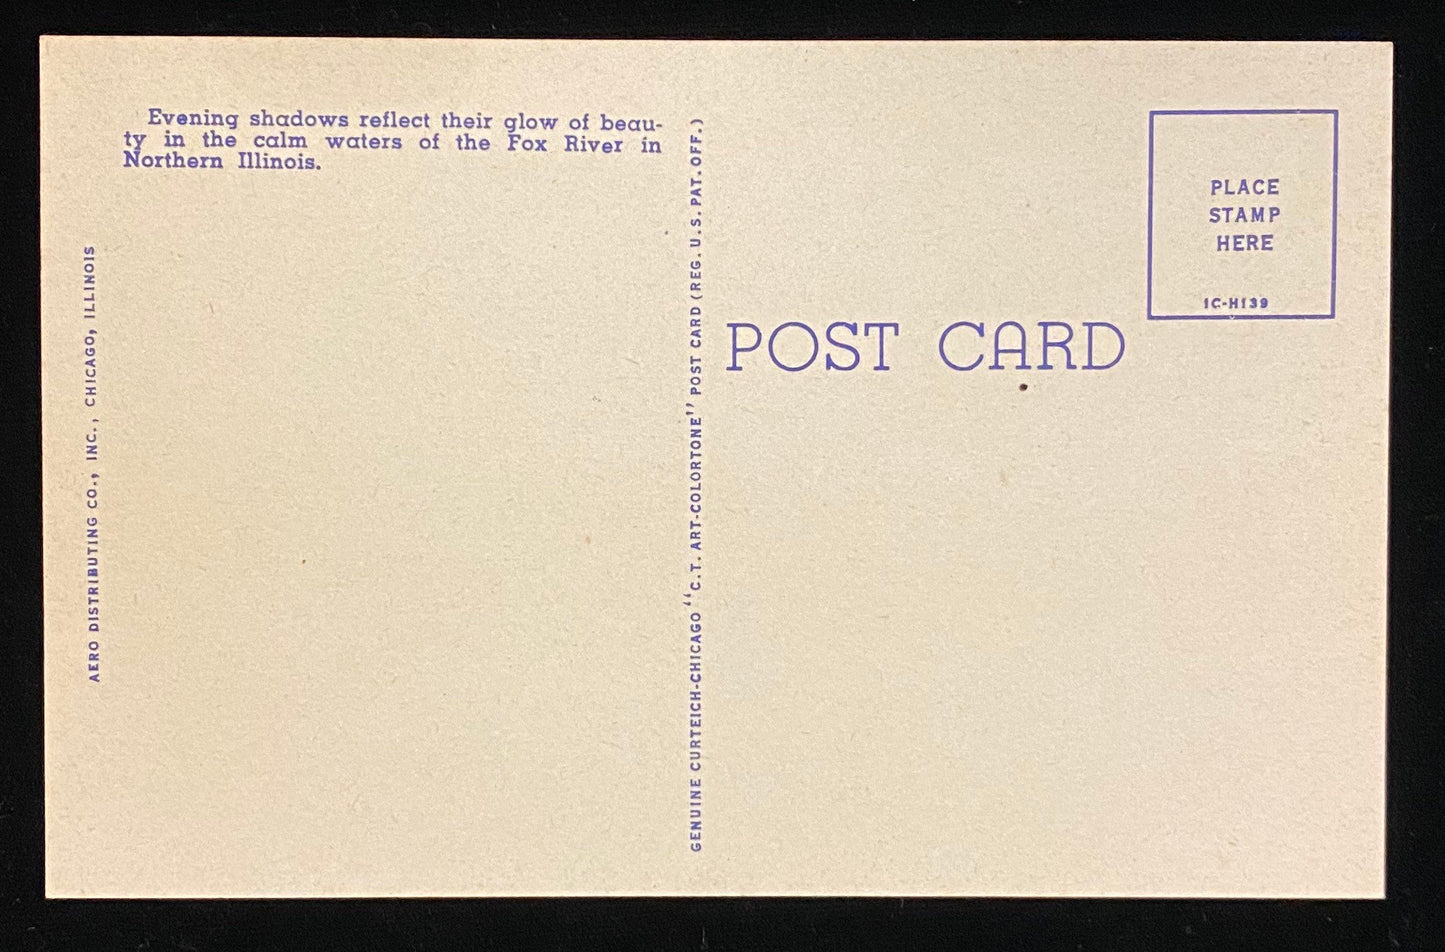 Evening shadows reflect their glow of beau-
ty in the calm waters of the Fox River in
Northern Illinois.
AERO DISTRIBUTING CO., INC., CHICAGO, ILLINOIS
GENUINE CURTEICH-CHICAGO "C.T. ART-COLORTONE" POST CARD (REG. U.S. PAT. OFF.)
POST CARD
PLACE
STAMP
HERE
1C-H139